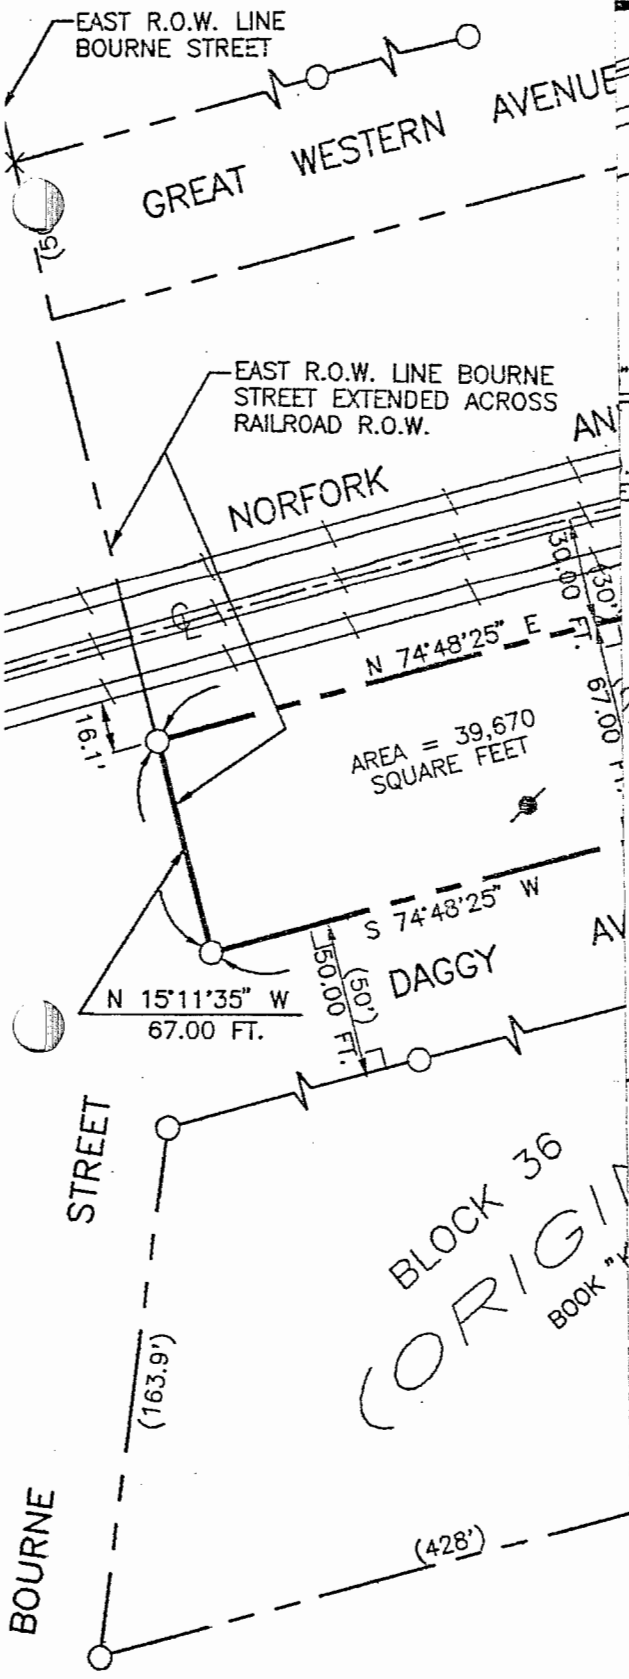 EAST R.O.W. LINE
BOURNE STREET
GREAT WESTERN AVENUE
EAST R.O.W. LINE BOURNE
STREET EXTENDED ACROSS
RAILROAD R.O.W.
NORFORK
AN
CL
30.00 FT.
(30'
N 74°48'25" E
16.1'
67.00 FT.
AREA = 39,670
SQUARE FEET
S 74°48'25" W
DAGGY AV
(50')
50.00 FT.
N 15°11'35" W
67.00 FT.
STREET
BLOCK 36
(ORIGI
BOOK "K
(163.9')
BOURNE
(428')